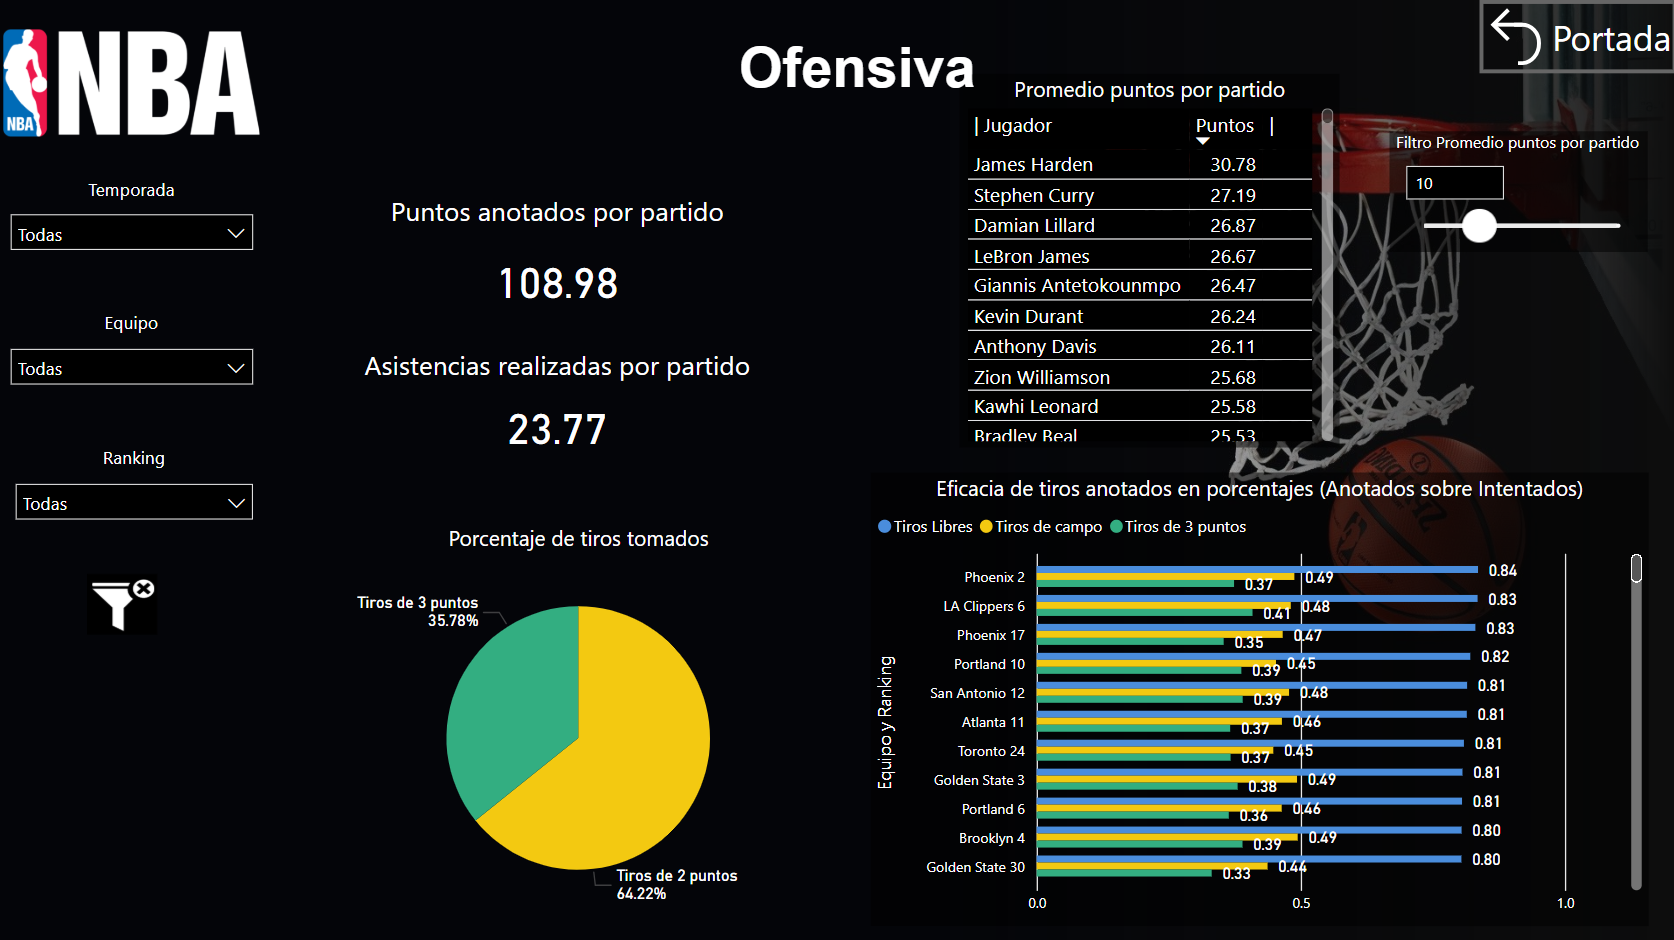 NBA
NBA
Ofensiva
Portada
Temporada
Todas
Equipo
Todas
Ranking
Todas
Puntos anotados por partido
108.98
Asistencias realizadas por partido
23.77
Promedio puntos por partido
Jugador Puntos
James Harden 30.78
Stephen Curry 27.19
Damian Lillard 26.87
LeBron James 26.67
Giannis Antetokounmpo 26.47
Kevin Durant 26.24
Anthony Davis 26.11
Zion Williamson 25.68
Kawhi Leonard 25.58
Bradley Beal 25.53
Filtro Promedio puntos por partido
10
Porcentaje de tiros tomados
Tiros de 3 puntos
35.78%
Tiros de 2 puntos
64.22%
Eficacia de tiros anotados en porcentajes (Anotados sobre Intentados)
Tiros Libres Tiros de campo Tiros de 3 puntos
Equipo y Ranking
Phoenix 2 0.84 0.49 0.37
LA Clippers 6 0.83 0.48 0.41
Phoenix 17 0.83 0.47 0.35
Portland 10 0.82 0.45 0.39
San Antonio 12 0.81 0.48 0.39
Atlanta 11 0.81 0.46 0.37
Toronto 24 0.81 0.45 0.37
Golden State 3 0.81 0.49 0.38
Portland 6 0.81 0.46 0.36
Brooklyn 4 0.80 0.49 0.39
Golden State 30 0.80 0.44 0.33
0.0 0.5 1.0